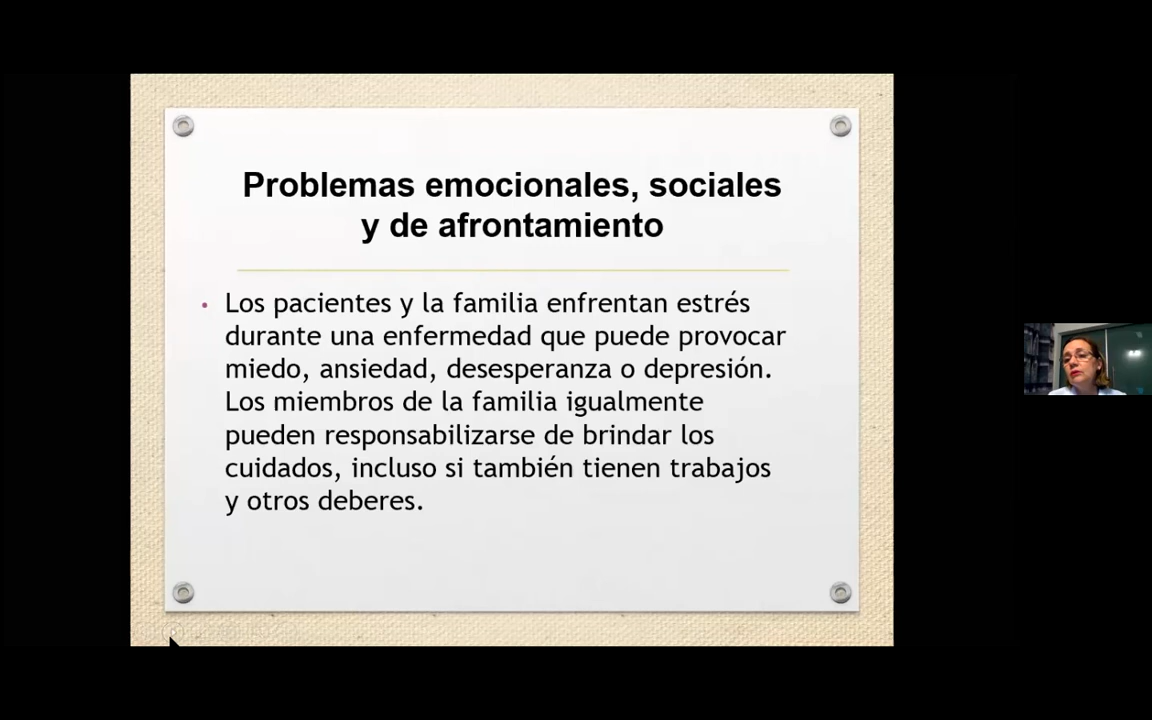 Problemas emocionales, sociales
y de afrontamiento
• Los pacientes y la familia enfrentan estrés
durante una enfermedad que puede provocar
miedo, ansiedad, desesperanza o depresión.
Los miembros de la familia igualmente
pueden responsabilizarse de brindar los
cuidados, incluso si también tienen trabajos
y otros deberes.